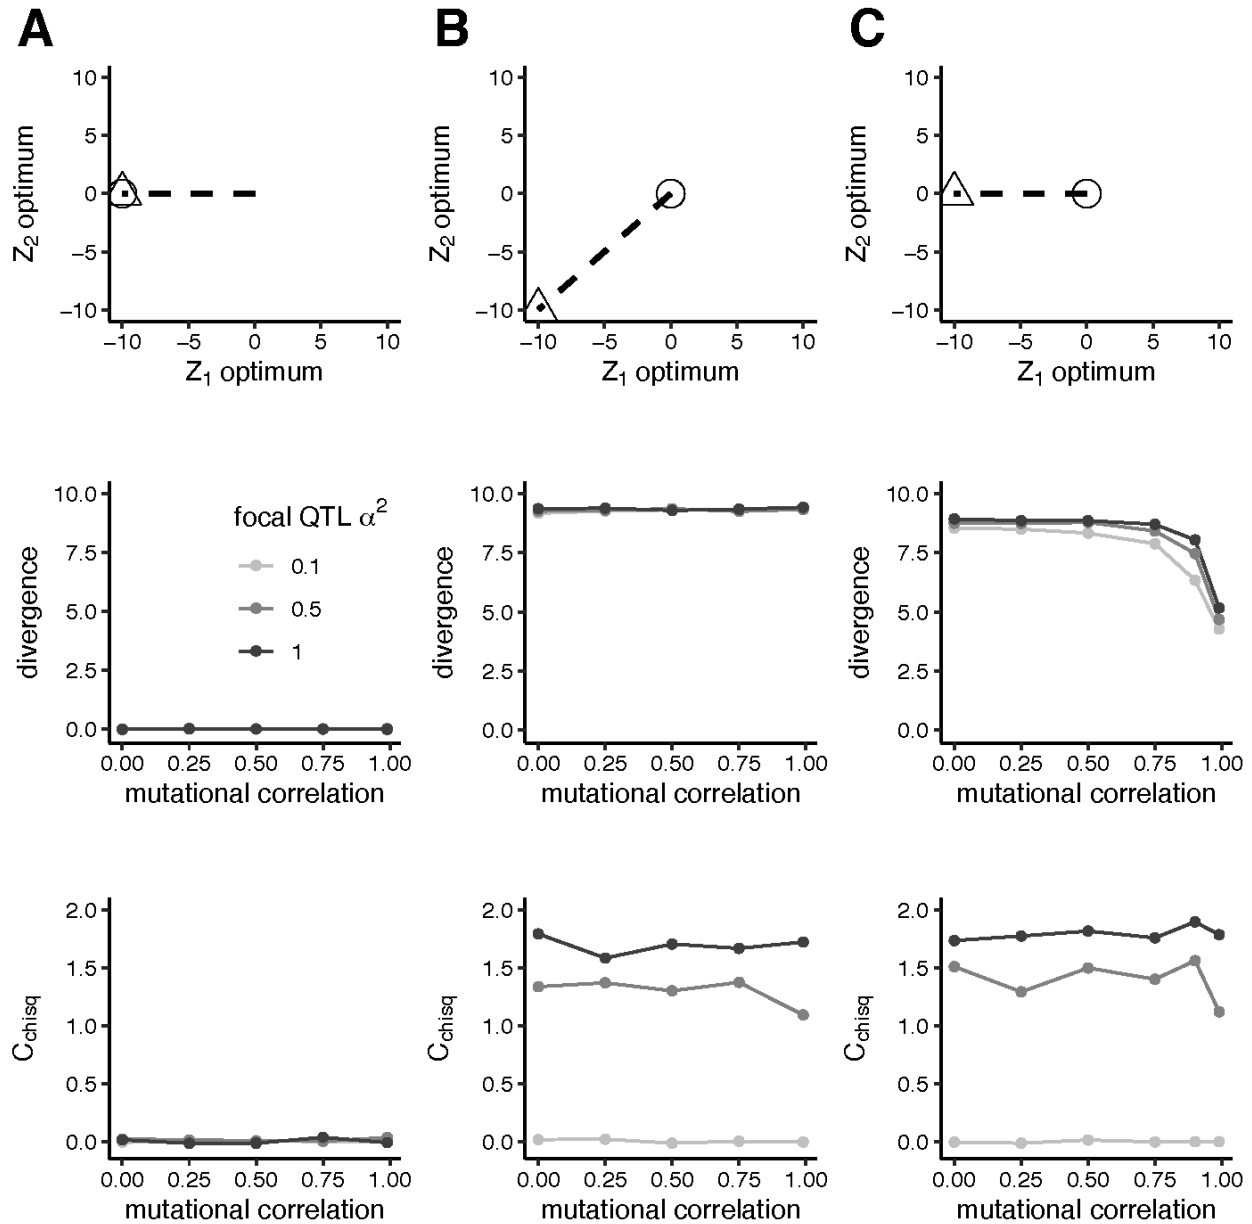 A
B
C
10
5
0
−5
−10
Z2 optimum
−10 −5 0 5 10
Z1 optimum
10
5
0
−5
−10
Z2 optimum
−10 −5 0 5 10
Z1 optimum
10
5
0
−5
−10
Z2 optimum
−10 −5 0 5 10
Z1 optimum
10.0
7.5
5.0
2.5
0.0
divergence
focal QTL α²
0.1
0.5
1
0.00 0.25 0.50 0.75 1.00
mutational correlation
10.0
7.5
5.0
2.5
0.0
divergence
0.00 0.25 0.50 0.75 1.00
mutational correlation
10.0
7.5
5.0
2.5
0.0
divergence
0.00 0.25 0.50 0.75 1.00
mutational correlation
2.0
1.5
1.0
0.5
0.0
Cchisq
0.00 0.25 0.50 0.75 1.00
mutational correlation
2.0
1.5
1.0
0.5
0.0
Cchisq
0.00 0.25 0.50 0.75 1.00
mutational correlation
2.0
1.5
1.0
0.5
0.0
Cchisq
0.00 0.25 0.50 0.75 1.00
mutational correlation